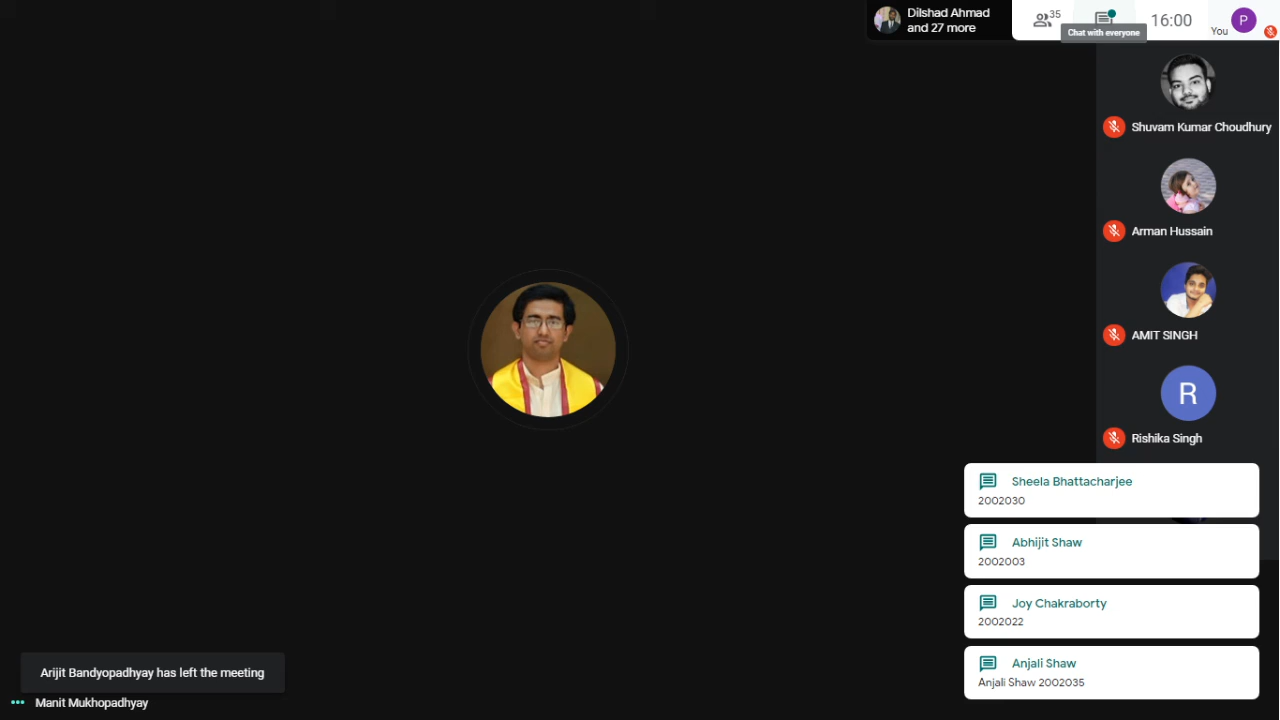 Dilshad Ahmad
and 27 more
35
Chat with everyone
16:00
You
P
Shuvam Kumar Choudhury
Arman Hussain
AMIT SINGH
R
Rishika Singh
Sheela Bhattacharjee
2002030
Abhijit Shaw
2002003
Joy Chakraborty
2002022
Anjali Shaw
Anjali Shaw 2002035
Arijit Bandyopadhyay has left the meeting
Manit Mukhopadhyay